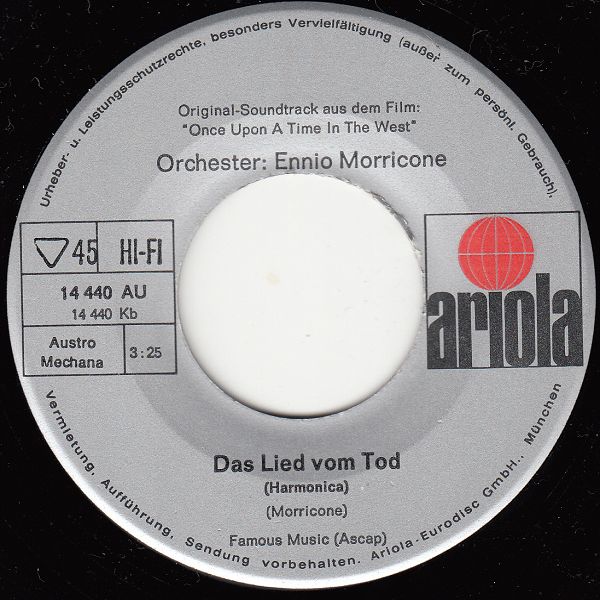 Urheber- u. Leistungsschutzrechte, besonders Vervielfältigung (außer zum persönl. Gebrauch),
Original-Soundtrack aus dem Film:
"Once Upon A Time In The West"
Orchester: Ennio Morricone
45 HI-FI
14 440 AU
14 440 Kb
Austro
Mechana
3:25
ariola
Das Lied vom Tod
(Harmonica)
(Morricone)
Famous Music (Ascap)
Vermietung, Aufführung, Sendung vorbehalten. Ariola-Eurodisc GmbH., München